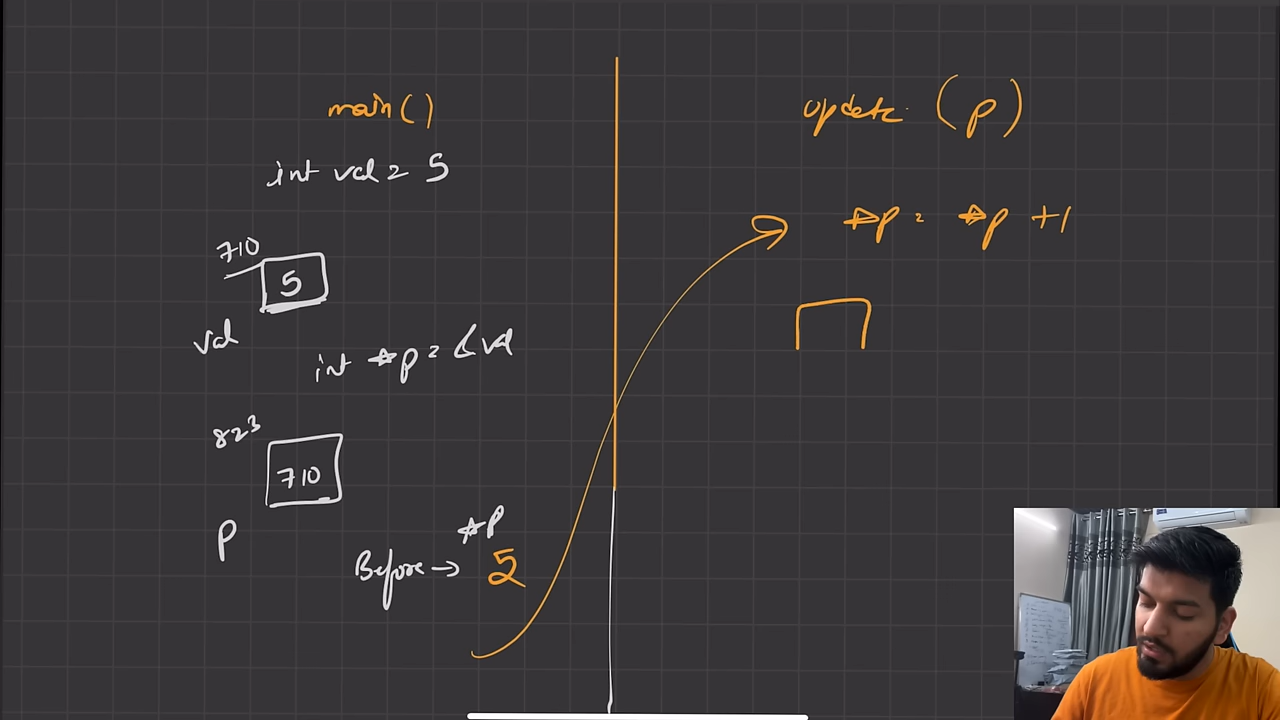 main()
int val = 5
710
5
val
int *p = &val
823
710
p
*p
Before → 5
update (p)
*p = *p +1